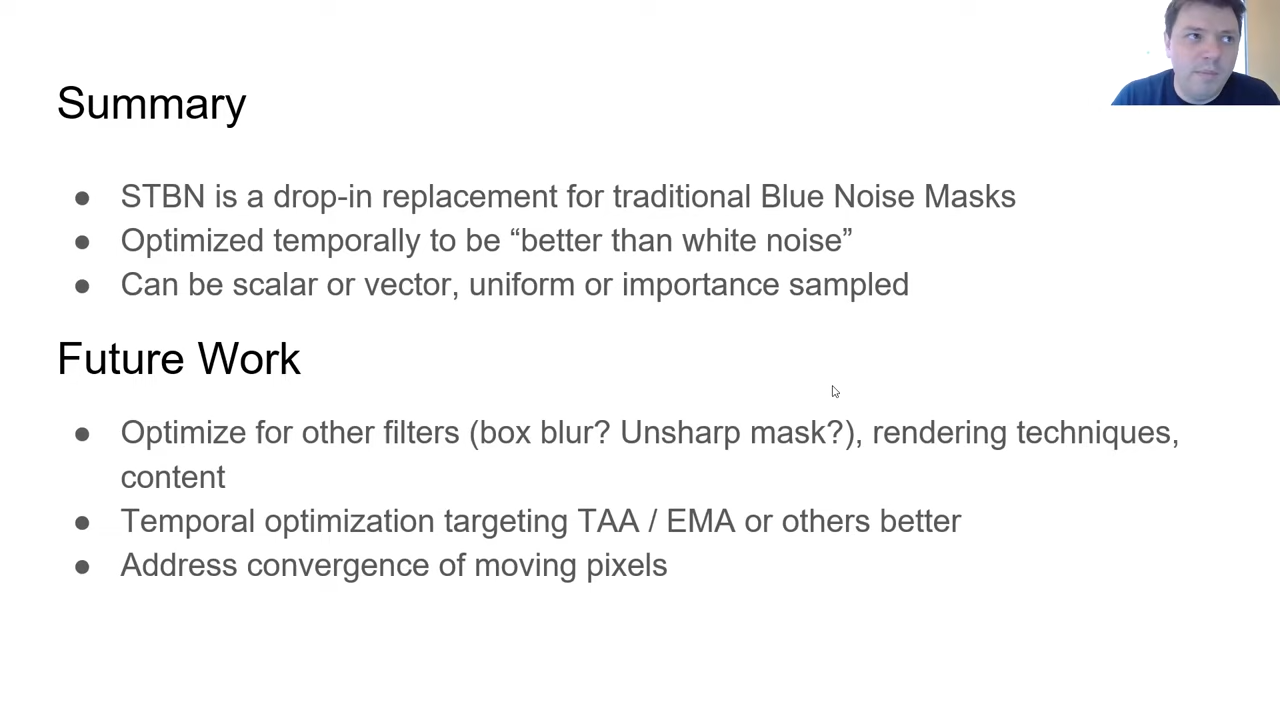 Summary
● STBN is a drop-in replacement for traditional Blue Noise Masks
● Optimized temporally to be “better than white noise”
● Can be scalar or vector, uniform or importance sampled
Future Work
● Optimize for other filters (box blur? Unsharp mask?), rendering techniques,
content
● Temporal optimization targeting TAA / EMA or others better
● Address convergence of moving pixels